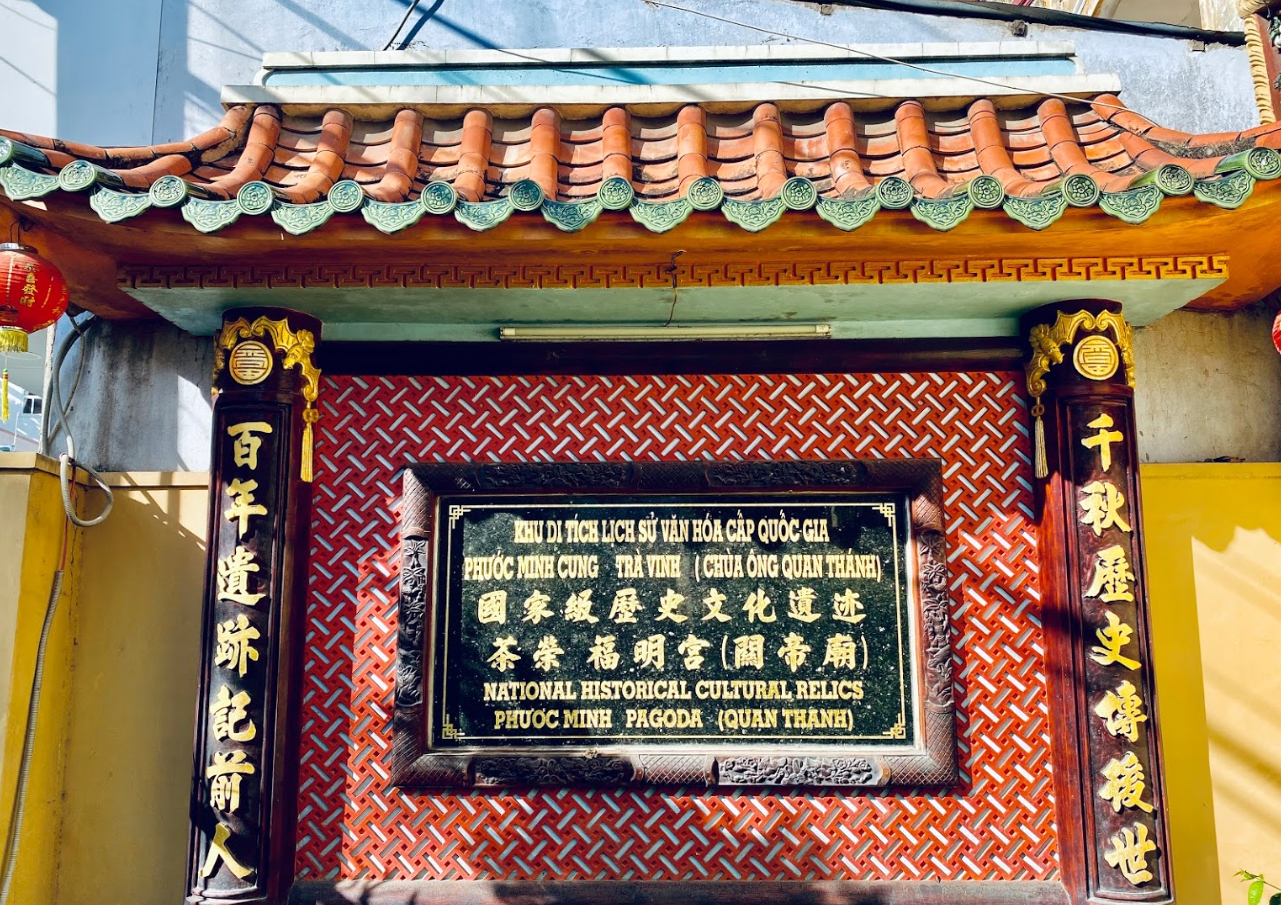 千秋歷史傳後世
百年遺跡記前人
KHU DI TÍCH LỊCH SỬ VĂN HÓA CẤP QUỐC GIA
PHƯỚC MINH CUNG TRÀ VINH (CHÙA ÔNG QUAN THÁNH)
國家級歷史文化遺迹
茶榮 福明宮(關帝廟)
NATIONAL HISTORICAL CULTURAL RELICS
PHƯỚC MINH PAGODA (QUAN THÁNH)